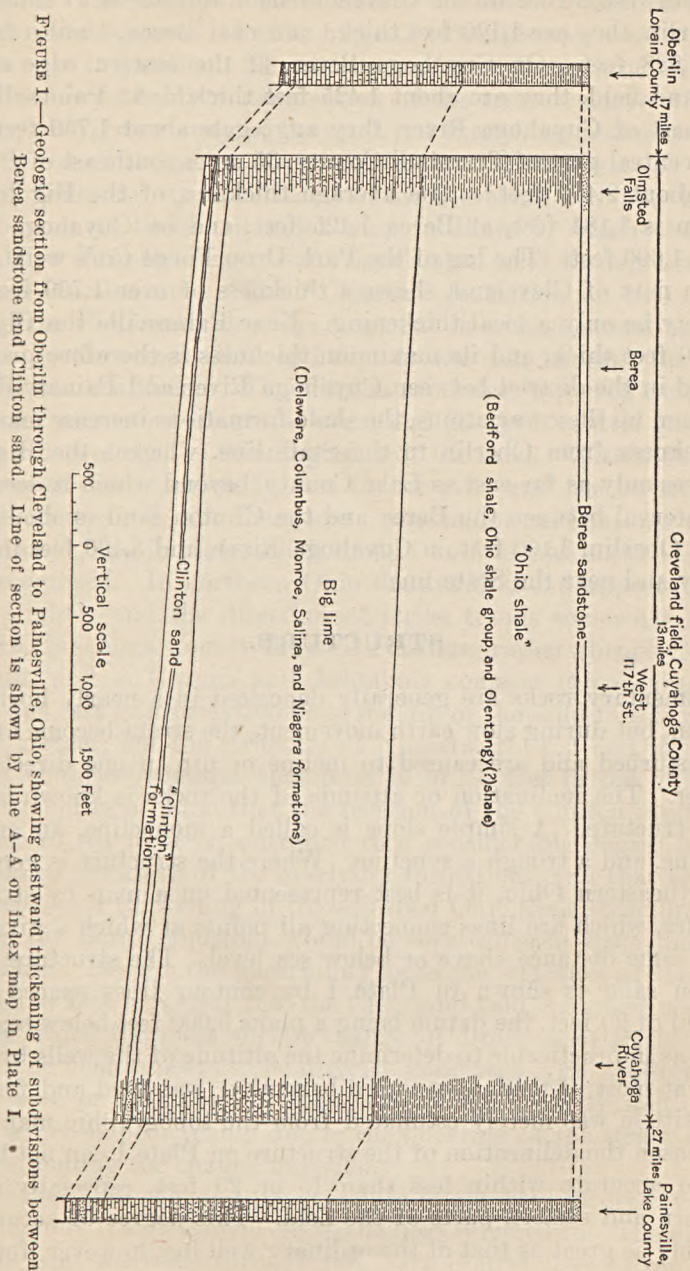 Oberlin
Lorain County
17 miles
Olmsted
Falls
Berea
Cleveland field, Cuyahoga County
13 miles
West
117th St.
Cuyahoga
River
27 miles
Painesville,
Lake County
Berea sandstone
"Ohio shale"
(Bedford shale, Ohio shale group, and Olentangy(?) shale)
Big lime
(Delaware, Columbus, Monroe, Salina, and Niagara formations)
Clinton sand
"Clinton"
formation
Vertical scale
500 0 500 1,000 1,500 Feet
FIGURE 1.—Geologic section from Oberlin through Cleveland to Painesville, Ohio, showing eastward thickening of subdivisions between
Berea sandstone and Clinton sand. Line of section is shown by line A–A on index map in Plate I.